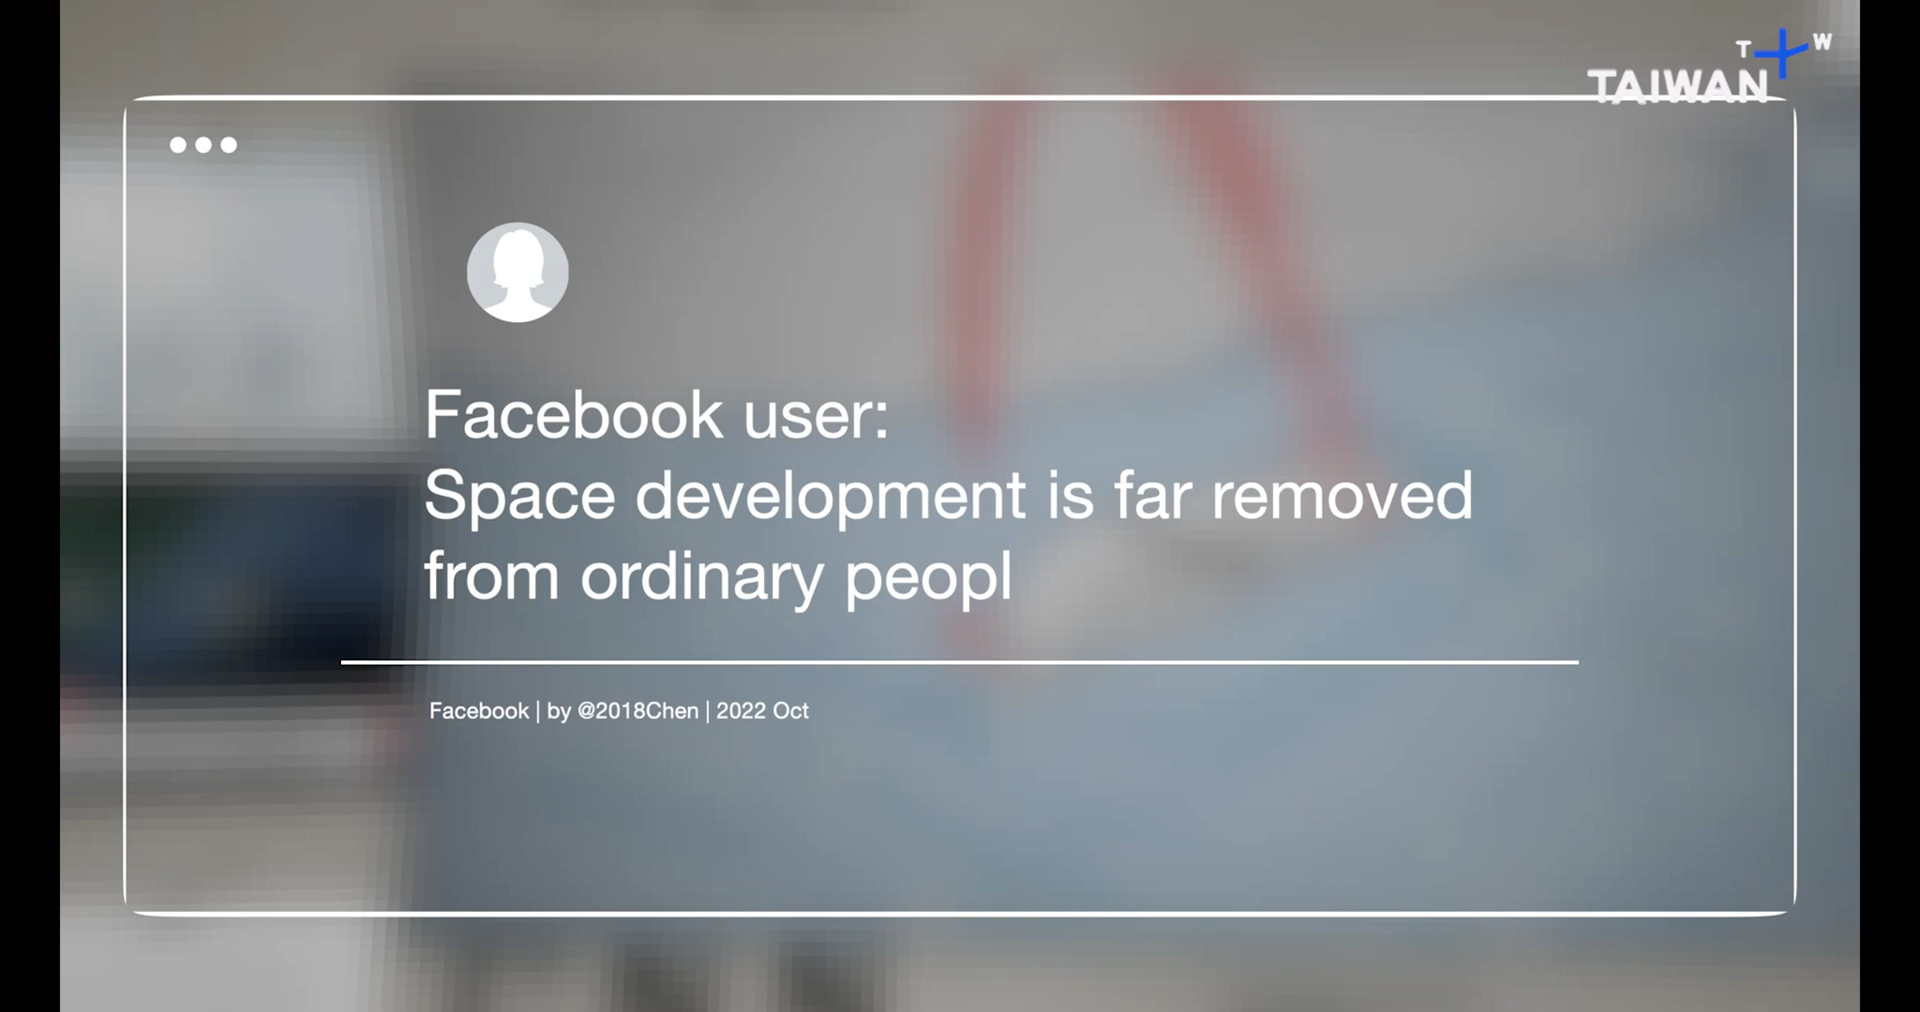 T W
TAIWAN
Facebook user:
Space development is far removed
from ordinary peopl
Facebook | by @2018Chen | 2022 Oct